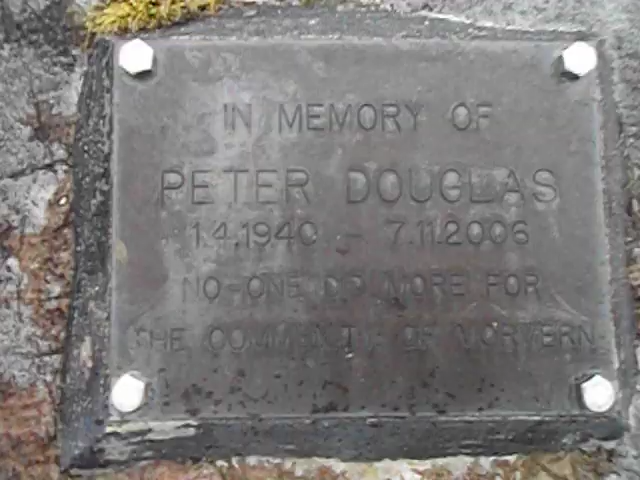 IN MEMORY OF
PETER DOUGLAS
1.4.1940 - 7.11.2006
NO-ONE DID MORE FOR
THE COMMUNITY OF MORVERN